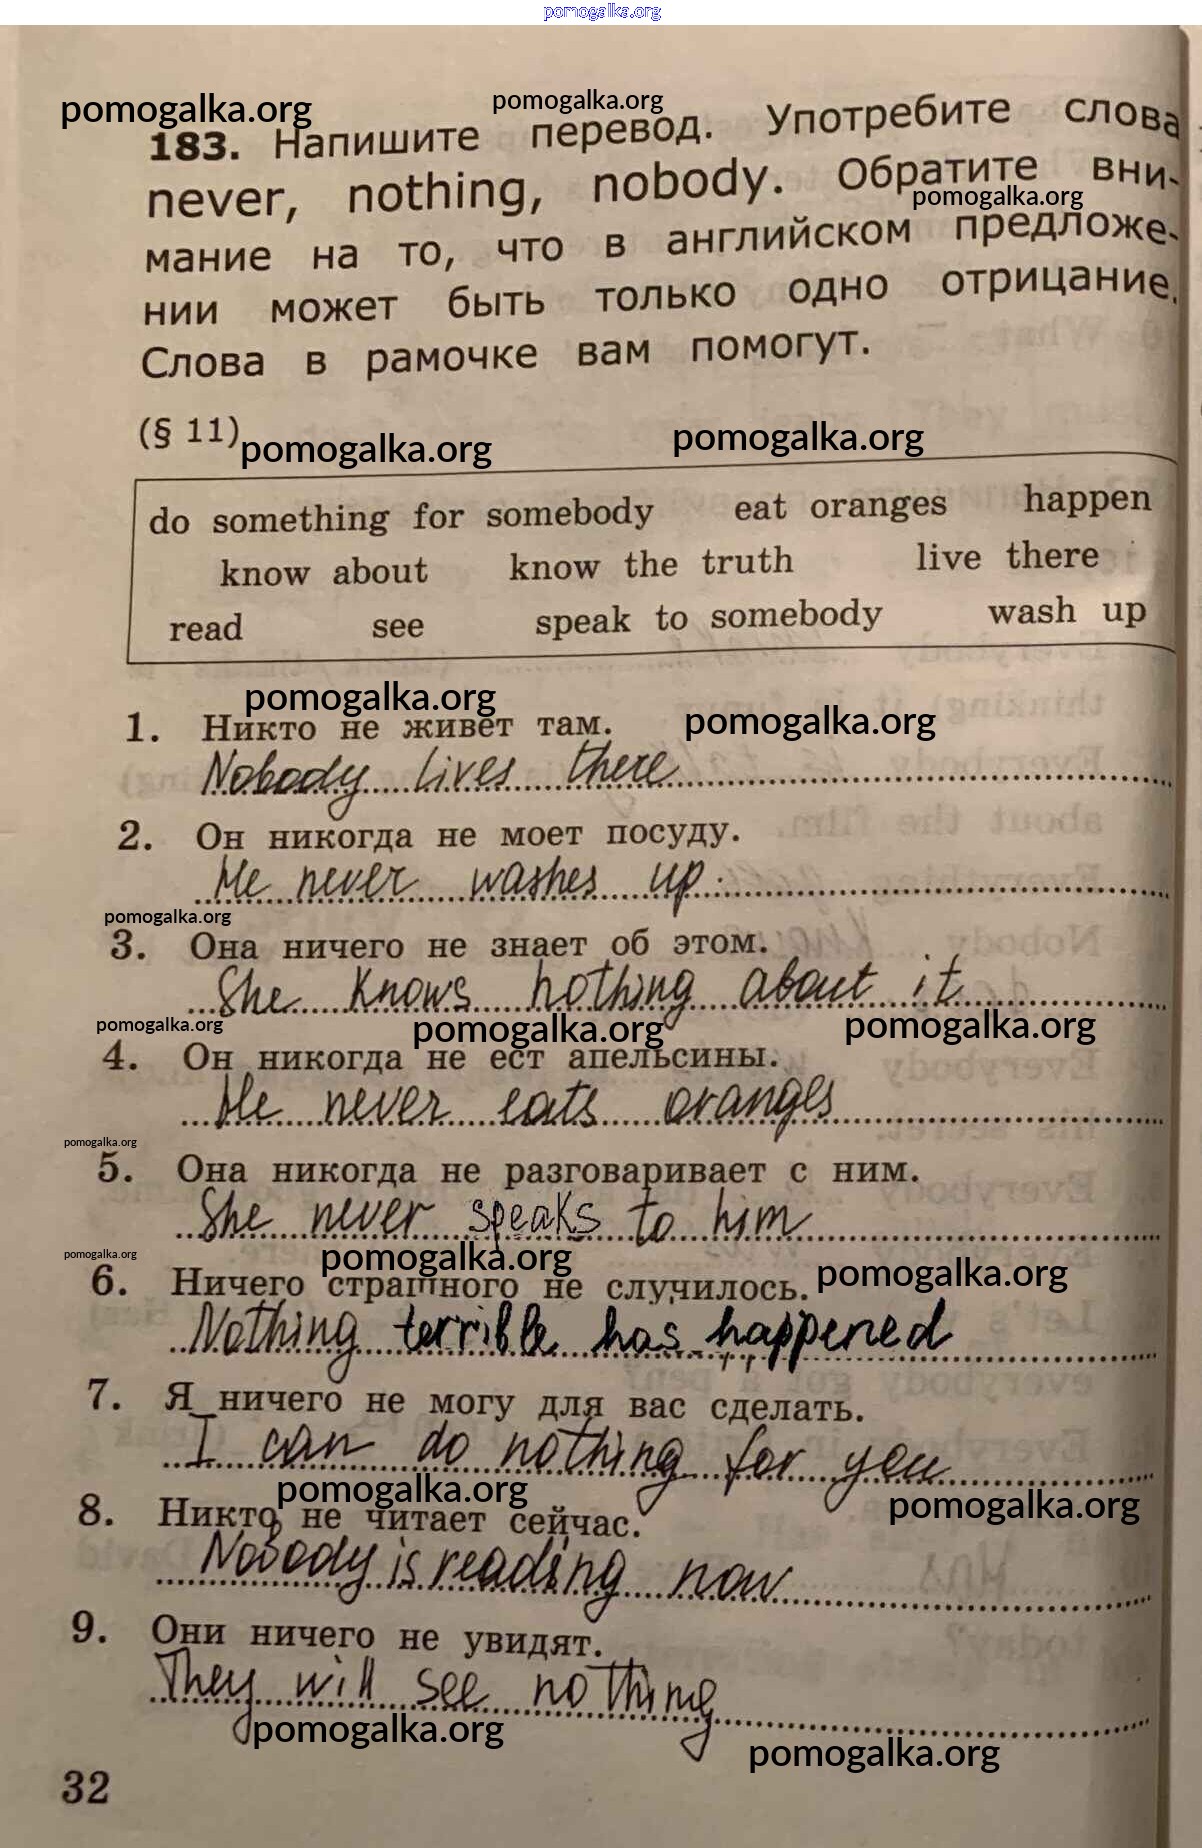 pomogalka.org
pomogalka.org
pomogalka.org
183. Напишите перевод. Употребите слова
never, nothing, nobody. Обратите вни-
pomogalka.org
мание на то, что в английском предложе-
нии может быть только одно отрицание.
Слова в рамочке вам помогут.
(§ 11)
pomogalka.org
pomogalka.org
do something for somebody eat oranges happen
know about know the truth live there
read see speak to somebody wash up
pomogalka.org
pomogalka.org
1. Никто не живет там.
Nobody lives there
2. Он никогда не моет посуду.
He never washes up.
pomogalka.org
3. Она ничего не знает об этом.
She knows nothing about it
pomogalka.org
pomogalka.org
pomogalka.org
4. Он никогда не ест апельсины.
He never eats oranges
pomogalka.org
5. Она никогда не разговаривает с ним.
She never speaks to him
pomogalka.org
pomogalka.org
pomogalka.org
6. Ничего страшного не случилось.
Nothing terrible has happened
7. Я ничего не могу для вас сделать.
I can do nothing for you
pomogalka.org
pomogalka.org
8. Никто не читает сейчас.
Nobody is reading now
9. Они ничего не увидят.
They will see nothing
pomogalka.org
pomogalka.org
32